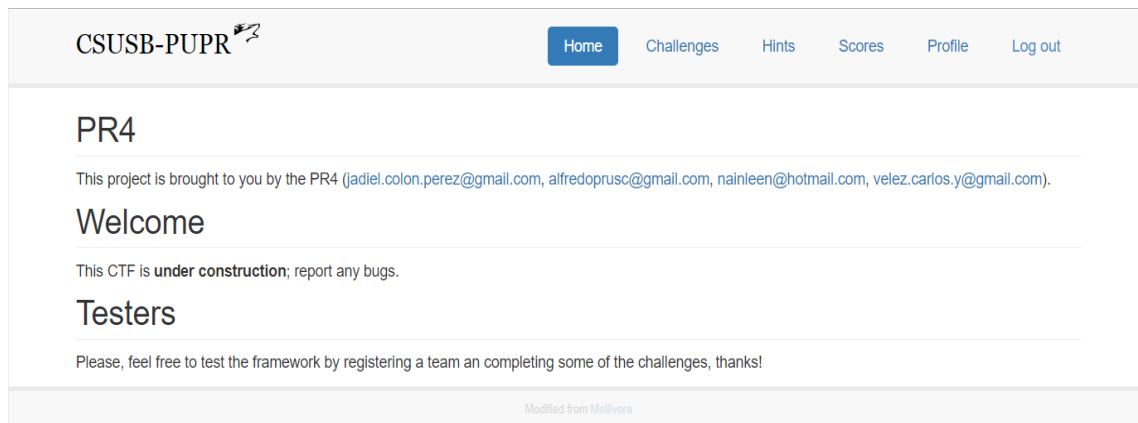 CSUSB-PUPR
Home Challenges Hints Scores Profile Log out
PR4
This project is brought to you by the PR4 (jadiel.colon.perez@gmail.com, alfredoprusc@gmail.com, nainleen@hotmail.com, velez.carlos.y@gmail.com).
Welcome
This CTF is under construction; report any bugs.
Testers
Please, feel free to test the framework by registering a team an completing some of the challenges, thanks!
Modified from Mellivora